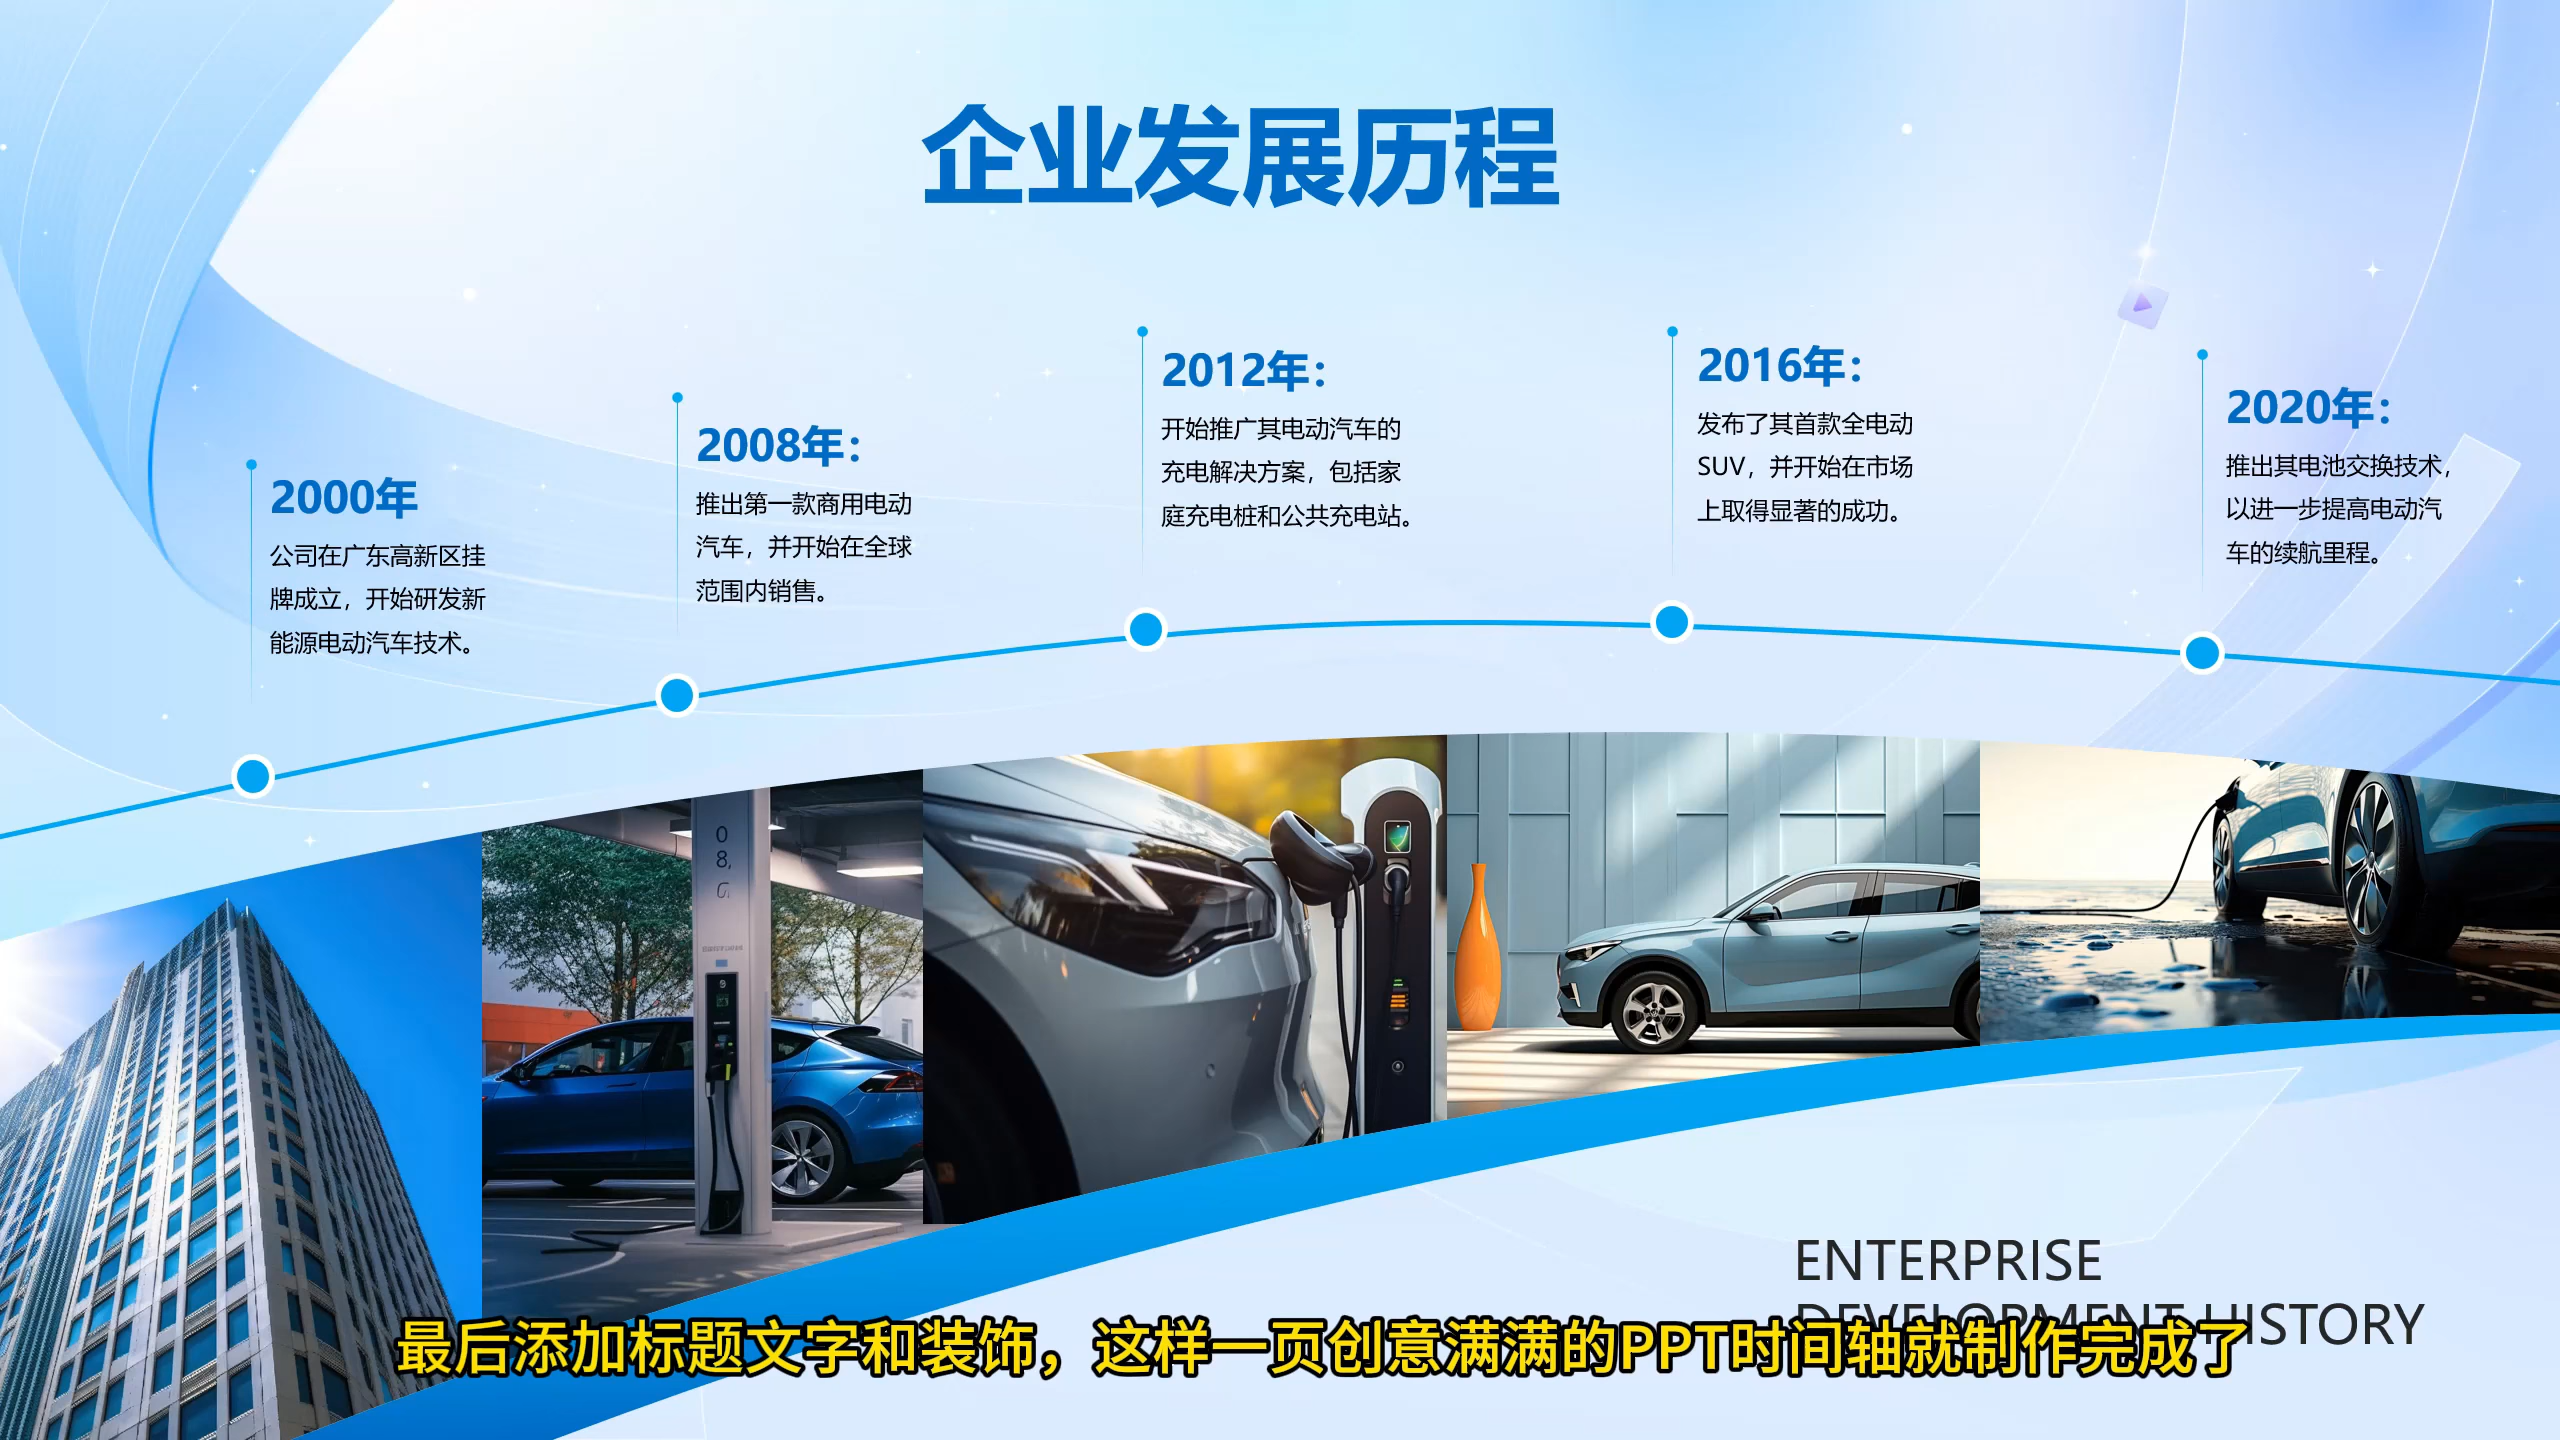 企业发展历程
2000年
公司在广东高新区挂
牌成立，开始研发新
能源电动汽车技术。
2008年：
推出第一款商用电动
汽车，并开始在全球
范围内销售。
2012年：
开始推广其电动汽车的
充电解决方案，包括家
庭充电桩和公共充电站。
2016年：
发布了其首款全电动
SUV，并开始在市场
上取得显著的成功。
2020年：
推出其电池交换技术，
以进一步提高电动汽
车的续航里程。
0
8,
ENTERPRISE
DEVELOPMENT HISTORY
最后添加标题文字和装饰，这样一页创意满满的PPT时间轴就制作完成了